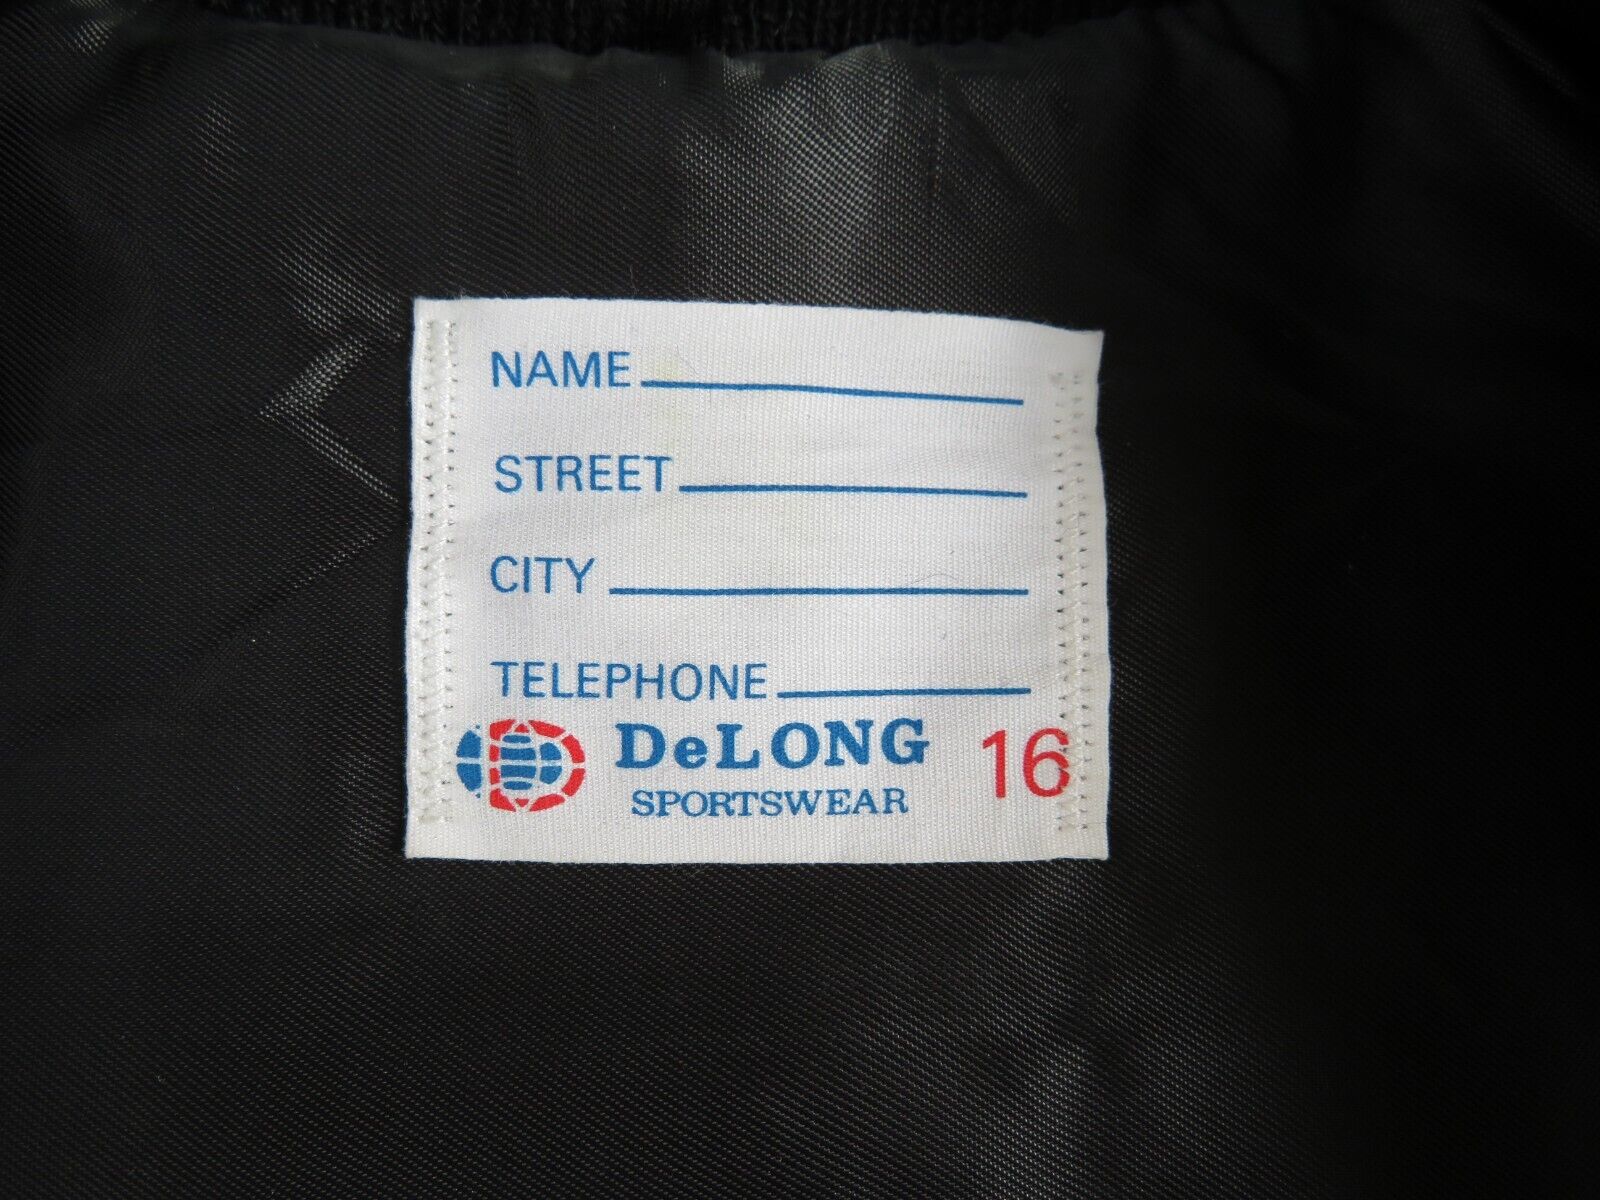 NAME
STREET
CITY
TELEPHONE
DeLONG 16
SPORTSWEAR